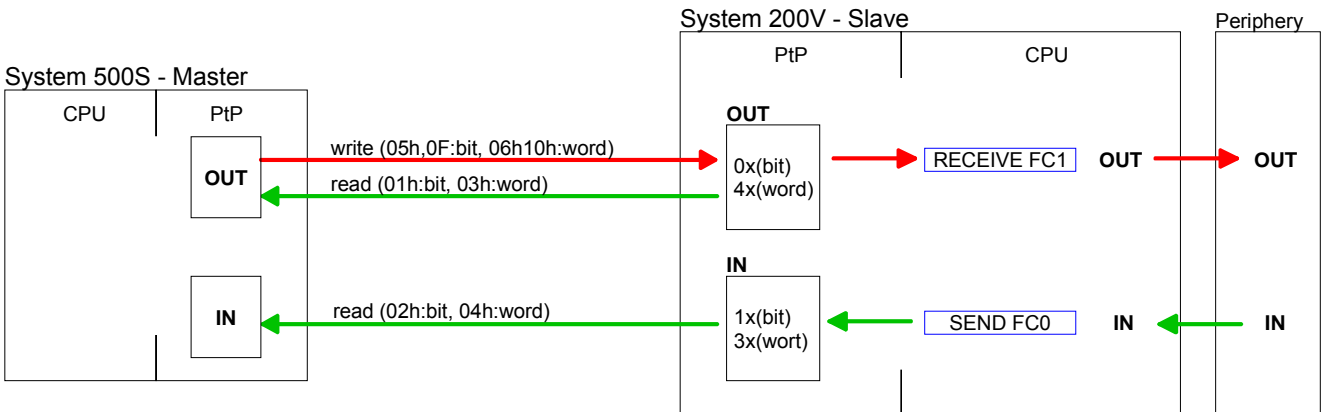 System 200V - Slave
Periphery
PtP
CPU
System 500S - Master
CPU
PtP
OUT
write (05h,0F:bit, 06h10h:word)
OUT
0x(bit)
RECEIVE FC1
OUT
OUT
read (01h:bit, 03h:word)
4x(word)
IN
IN
read (02h:bit, 04h:word)
1x(bit)
SEND FC0
IN
IN
3x(wort)